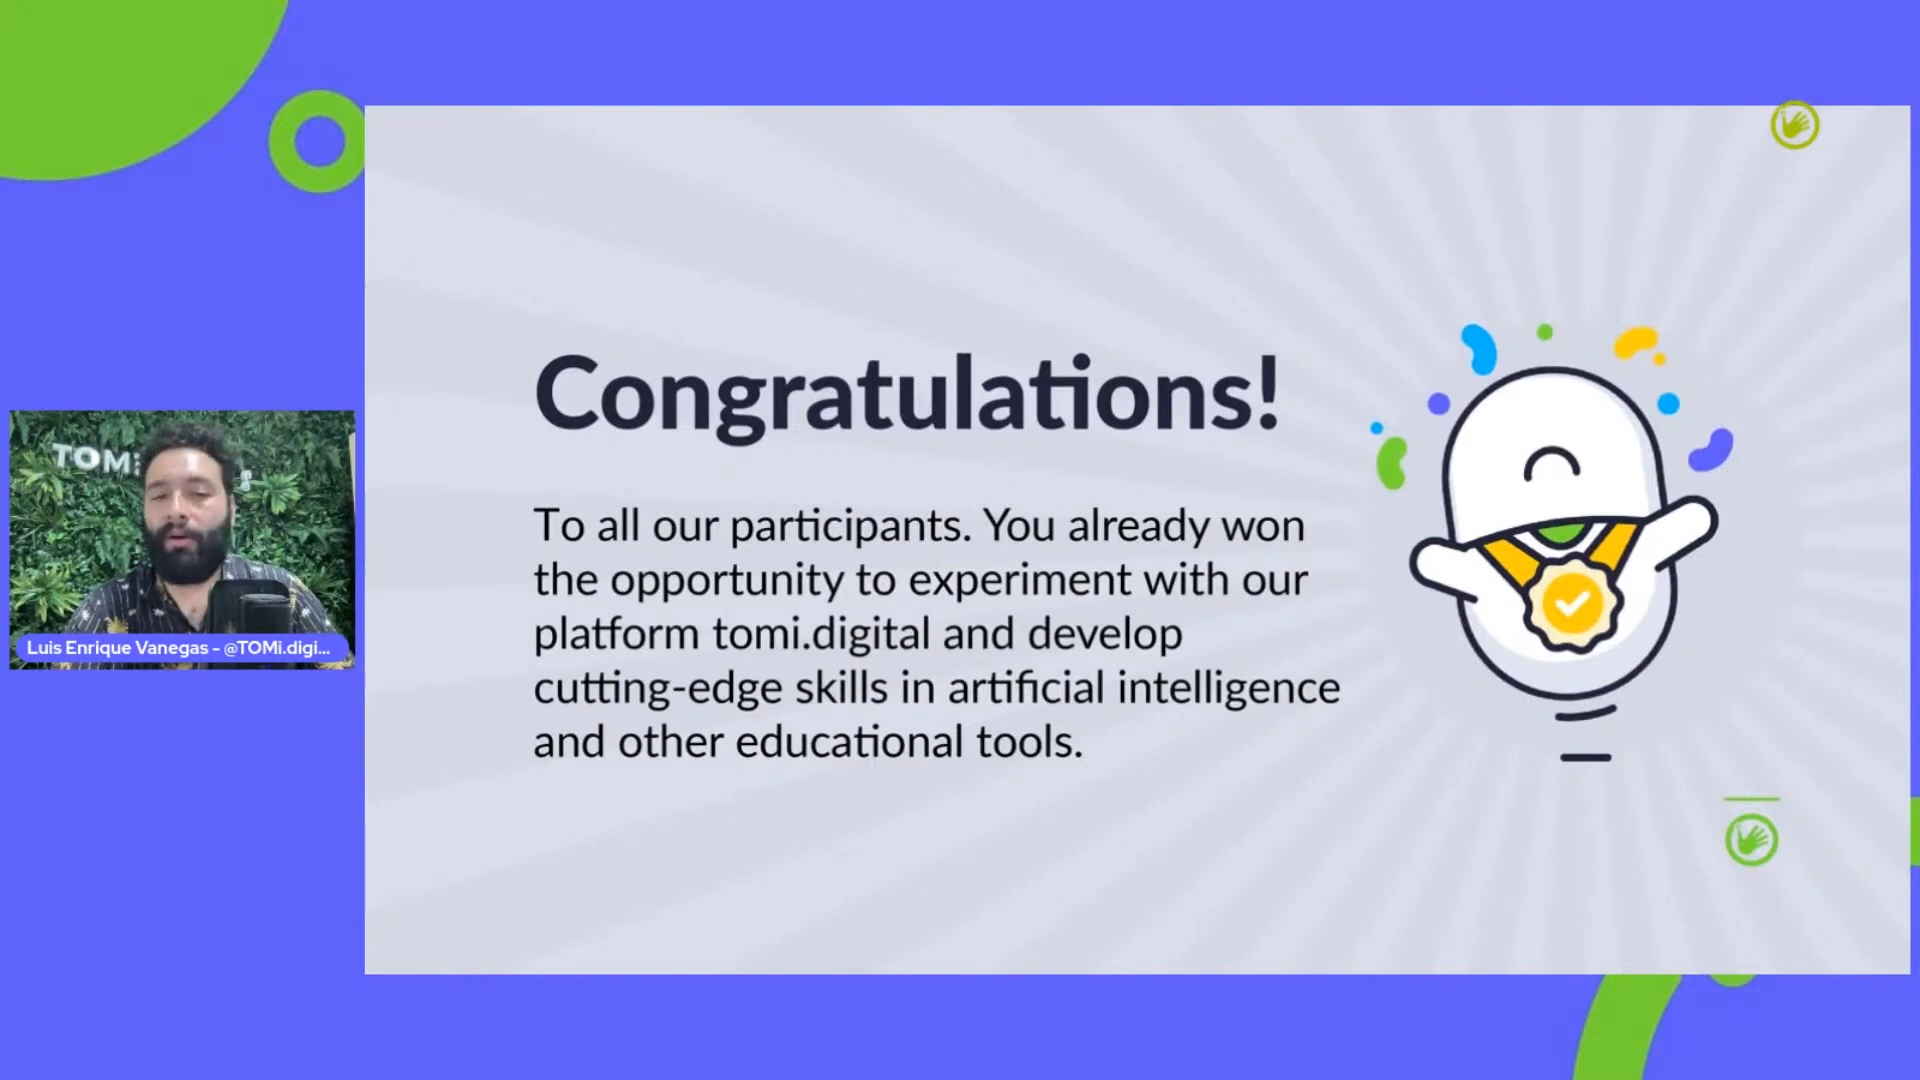 Congratulations!
To all our participants. You already won
the opportunity to experiment with our
platform tomi.digital and develop
cutting-edge skills in artificial intelligence
and other educational tools.
TOMi
Luis Enrique Vanegas - @TOMi.digi...